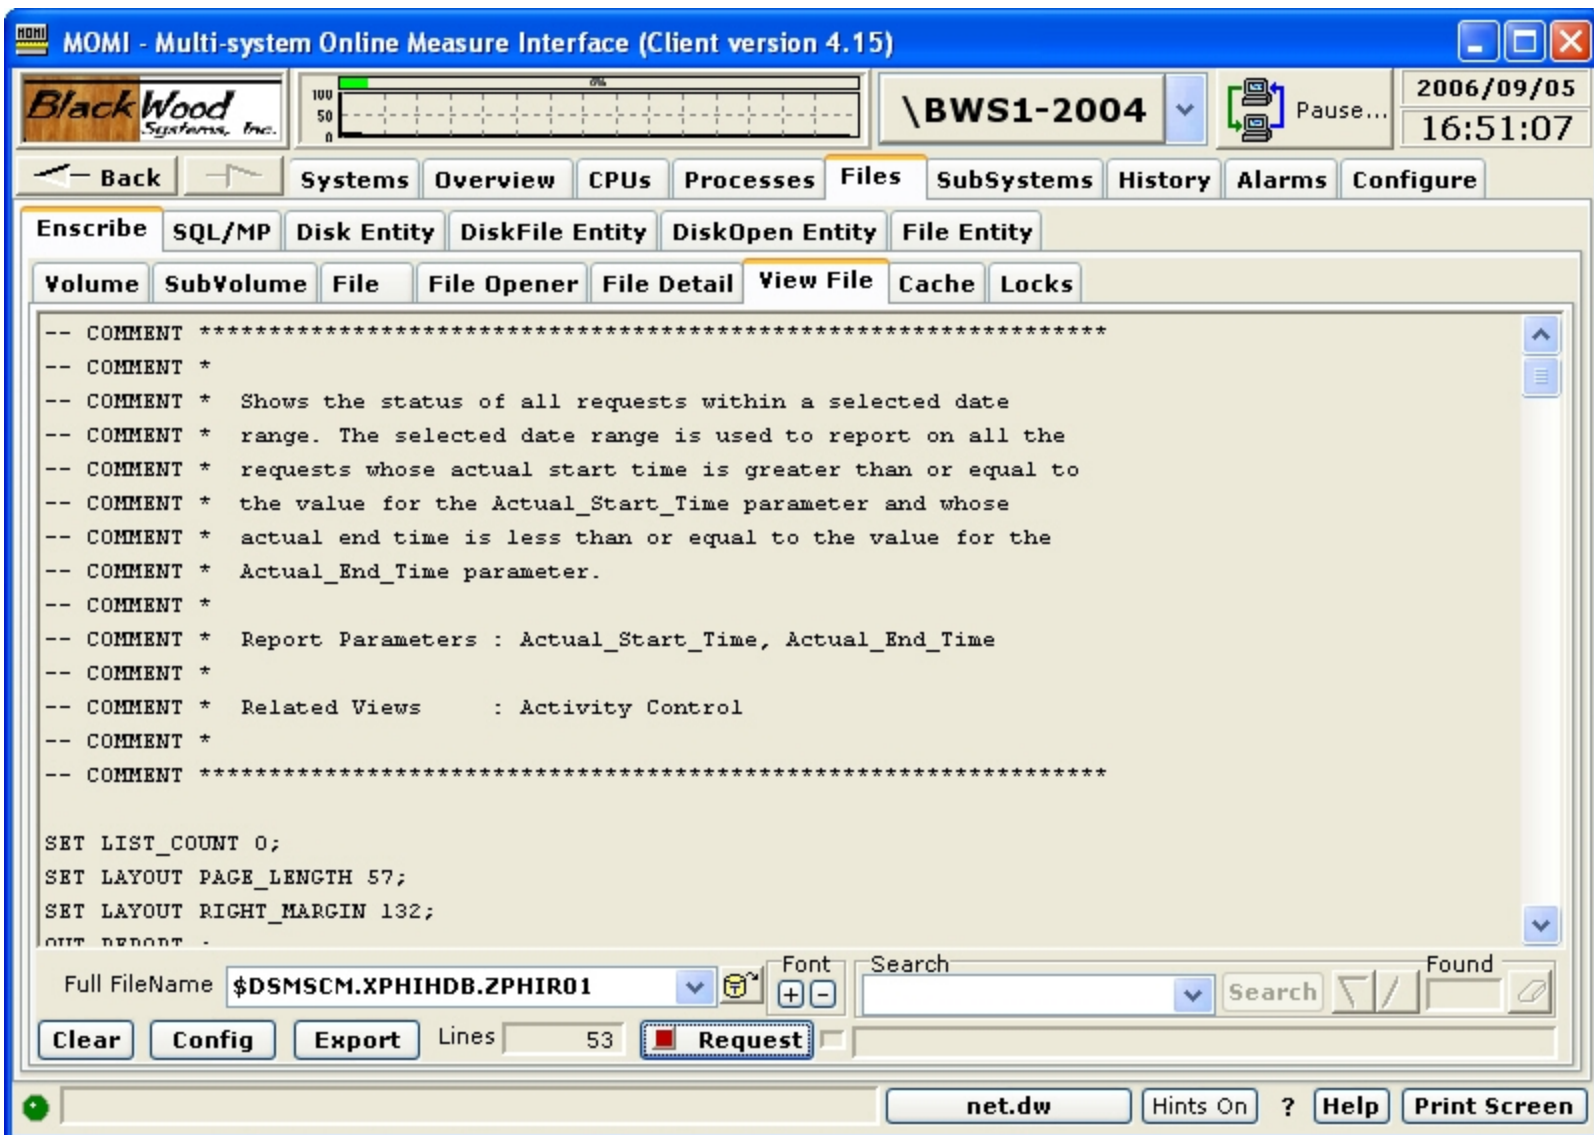 MOMI - Multi-system Online Measure Interface (Client version 4.15)
BlackWood
Systems, Inc.
0%
100
50
0
\BWS1-2004
Pause...
2006/09/05
16:51:07
Back
Systems Overview CPUs Processes Files SubSystems History Alarms Configure
Enscribe SQL/MP Disk Entity DiskFile Entity DiskOpen Entity File Entity
Volume SubVolume File File Opener File Detail View File Cache Locks
-- COMMENT *****************************************************************
-- COMMENT *
-- COMMENT *  Shows the status of all requests within a selected date
-- COMMENT *  range. The selected date range is used to report on all the
-- COMMENT *  requests whose actual start time is greater than or equal to
-- COMMENT *  the value for the Actual_Start_Time parameter and whose
-- COMMENT *  actual end time is less than or equal to the value for the
-- COMMENT *  Actual_End_Time parameter.
-- COMMENT *
-- COMMENT *  Report Parameters : Actual_Start_Time, Actual_End_Time
-- COMMENT *
-- COMMENT *  Related Views     : Activity Control
-- COMMENT *
-- COMMENT *****************************************************************
SET LIST_COUNT 0;
SET LAYOUT PAGE_LENGTH 57;
SET LAYOUT RIGHT_MARGIN 132;
OUT REPORT ;
Full FileName $DSMSCM.XPHIHDB.ZPHIR01
Font
+ -
Search
Search
Found
Clear Config Export Lines 53 Request
net.dw Hints On ? Help Print Screen